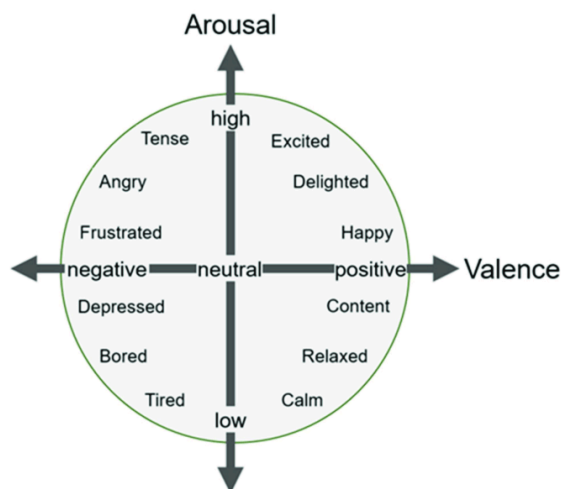 Arousal
high
Tense
Excited
Angry
Delighted
Frustrated
Happy
negative
neutral
positive
Valence
Depressed
Content
Bored
Relaxed
Tired
Calm
low